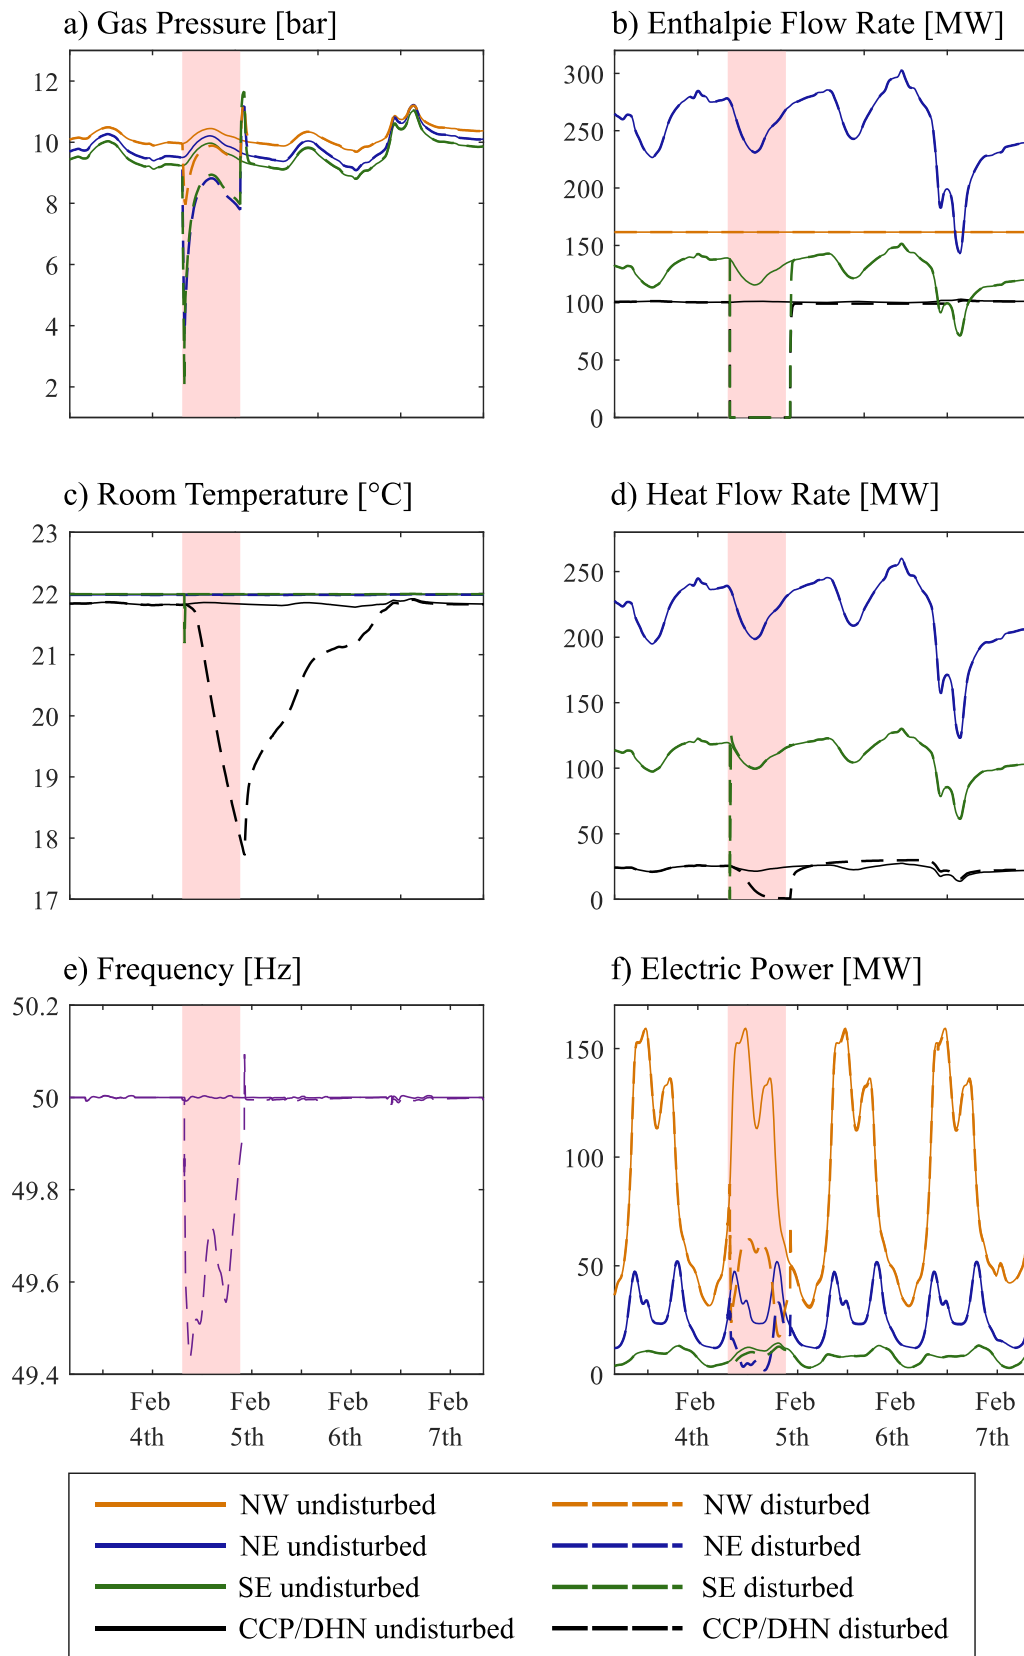 a) Gas Pressure [bar]
b) Enthalpie Flow Rate [MW]
12
10
8
6
4
2
300
250
200
150
100
50
0
c) Room Temperature [°C]
d) Heat Flow Rate [MW]
23
22
21
20
19
18
17
250
200
150
100
50
0
e) Frequency [Hz]
f) Electric Power [MW]
50.2
50
49.8
49.6
49.4
150
100
50
0
Feb Feb Feb Feb
4th 5th 6th 7th
Feb Feb Feb Feb
4th 5th 6th 7th
NW undisturbed
NW disturbed
NE undisturbed
NE disturbed
SE undisturbed
SE disturbed
CCP/DHN undisturbed
CCP/DHN disturbed